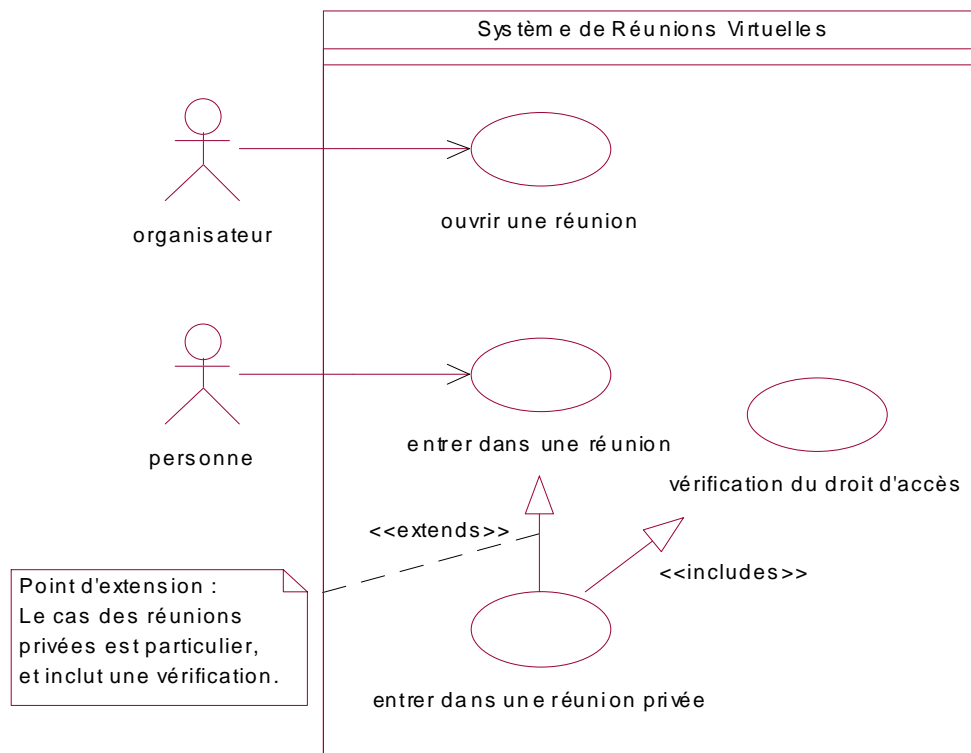 Système de Réunions Virtuelles
organisateur
ouvrir une réunion
personne
entrer dans une réunion
vérification du droit d'accès
<<extends>>
<<includes>>
Point d'extension :
Le cas des réunions
privées est particulier,
et inclut une vérification.
entrer dans une réunion privée